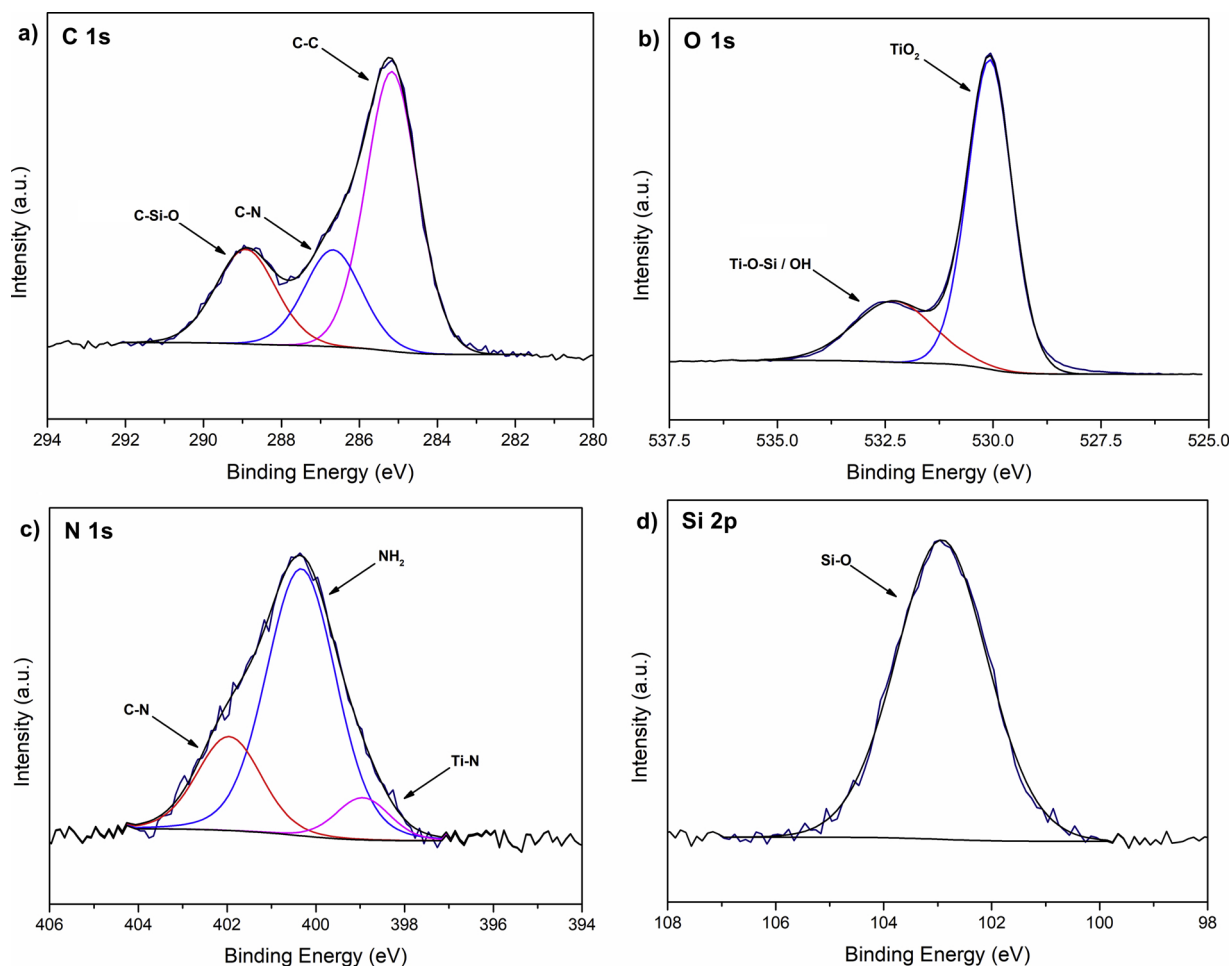 a) C 1s
C-C
C-Si-O
C-N
Intensity (a.u.)
294 292 290 288 286 284 282 280
Binding Energy (eV)
b) O 1s
TiO₂
Ti-O-Si / OH
Intensity (a.u.)
537.5 535.0 532.5 530.0 527.5 525.0
Binding Energy (eV)
c) N 1s
NH₂
C-N
Ti-N
Intensity (a.u.)
406 404 402 400 398 396 394
Binding Energy (eV)
d) Si 2p
Si-O
Intensity (a.u.)
108 106 104 102 100 98
Binding Energy (eV)